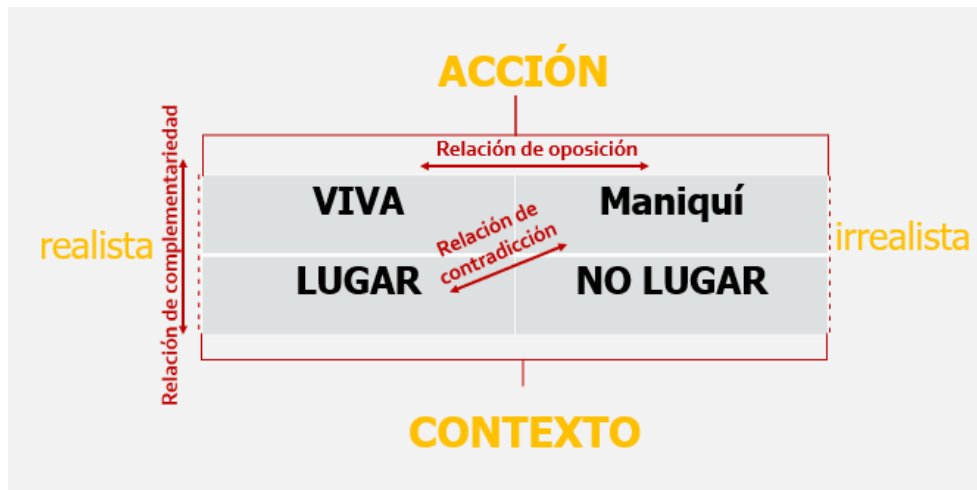 ACCIÓN
Relación de oposición
VIVA
Maniquí
realista
Relación de complementariedad
Relación de
contradicción
irrealista
LUGAR
NO LUGAR
CONTEXTO